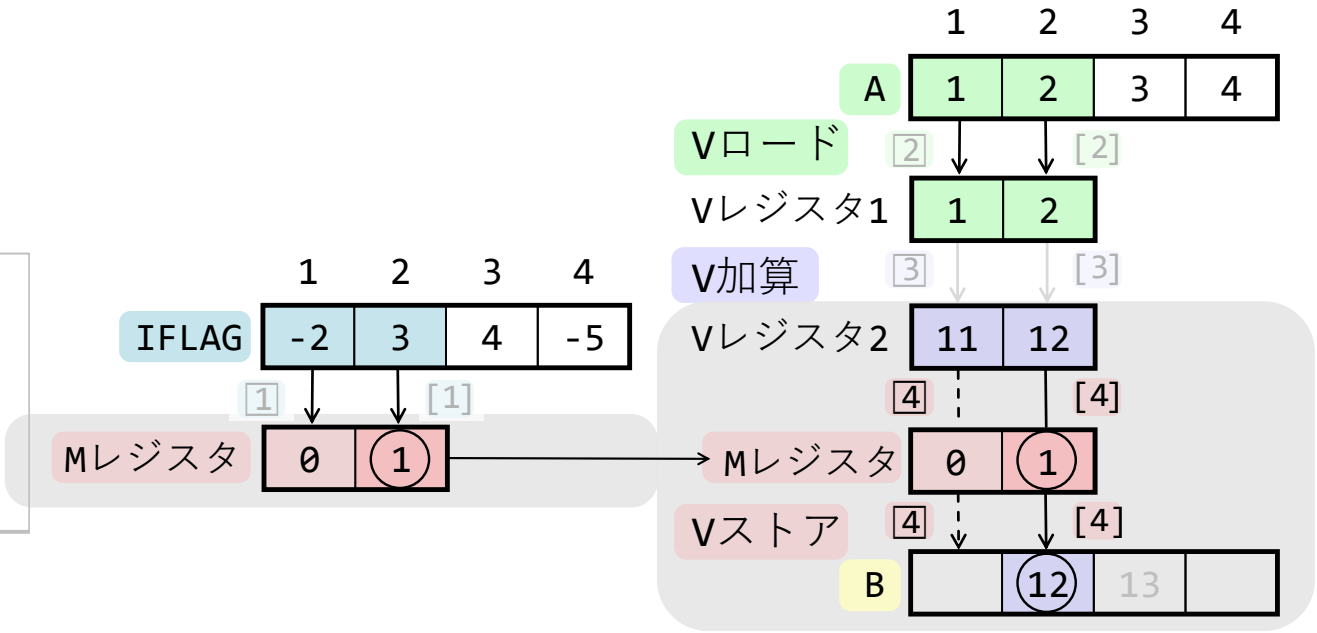 1 2 3 4
A 1 2 3 4
Vロード 2 [2]
Vレジスタ1 1 2
V加算 3 [3]
Vレジスタ2 11 12
4 [4]
Mレジスタ 0 1
Vストア 4 [4]
B 12 13
1 2 3 4
IFLAG -2 3 4 -5
1 [1]
Mレジスタ 0 1